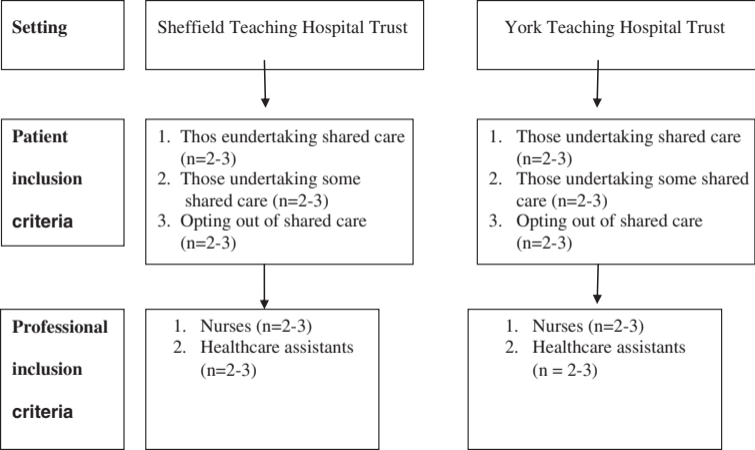 Setting
Sheffield Teaching Hospital Trust
York Teaching Hospital Trust
Patient
inclusion
criteria
1. Thos eundertaking shared care
(n=2-3)
2. Those undertaking some
shared care (n=2-3)
3. Opting out of shared care
(n=2-3)
1. Those undertaking shared care
(n=2-3)
2. Those undertaking some shared
care (n=2-3)
3. Opting out of shared care
(n=2-3)
Professional
inclusion
criteria
1. Nurses (n=2-3)
2. Healthcare assistants
(n=2-3)
1. Nurses (n=2-3)
2. Healthcare assistants
(n = 2-3)